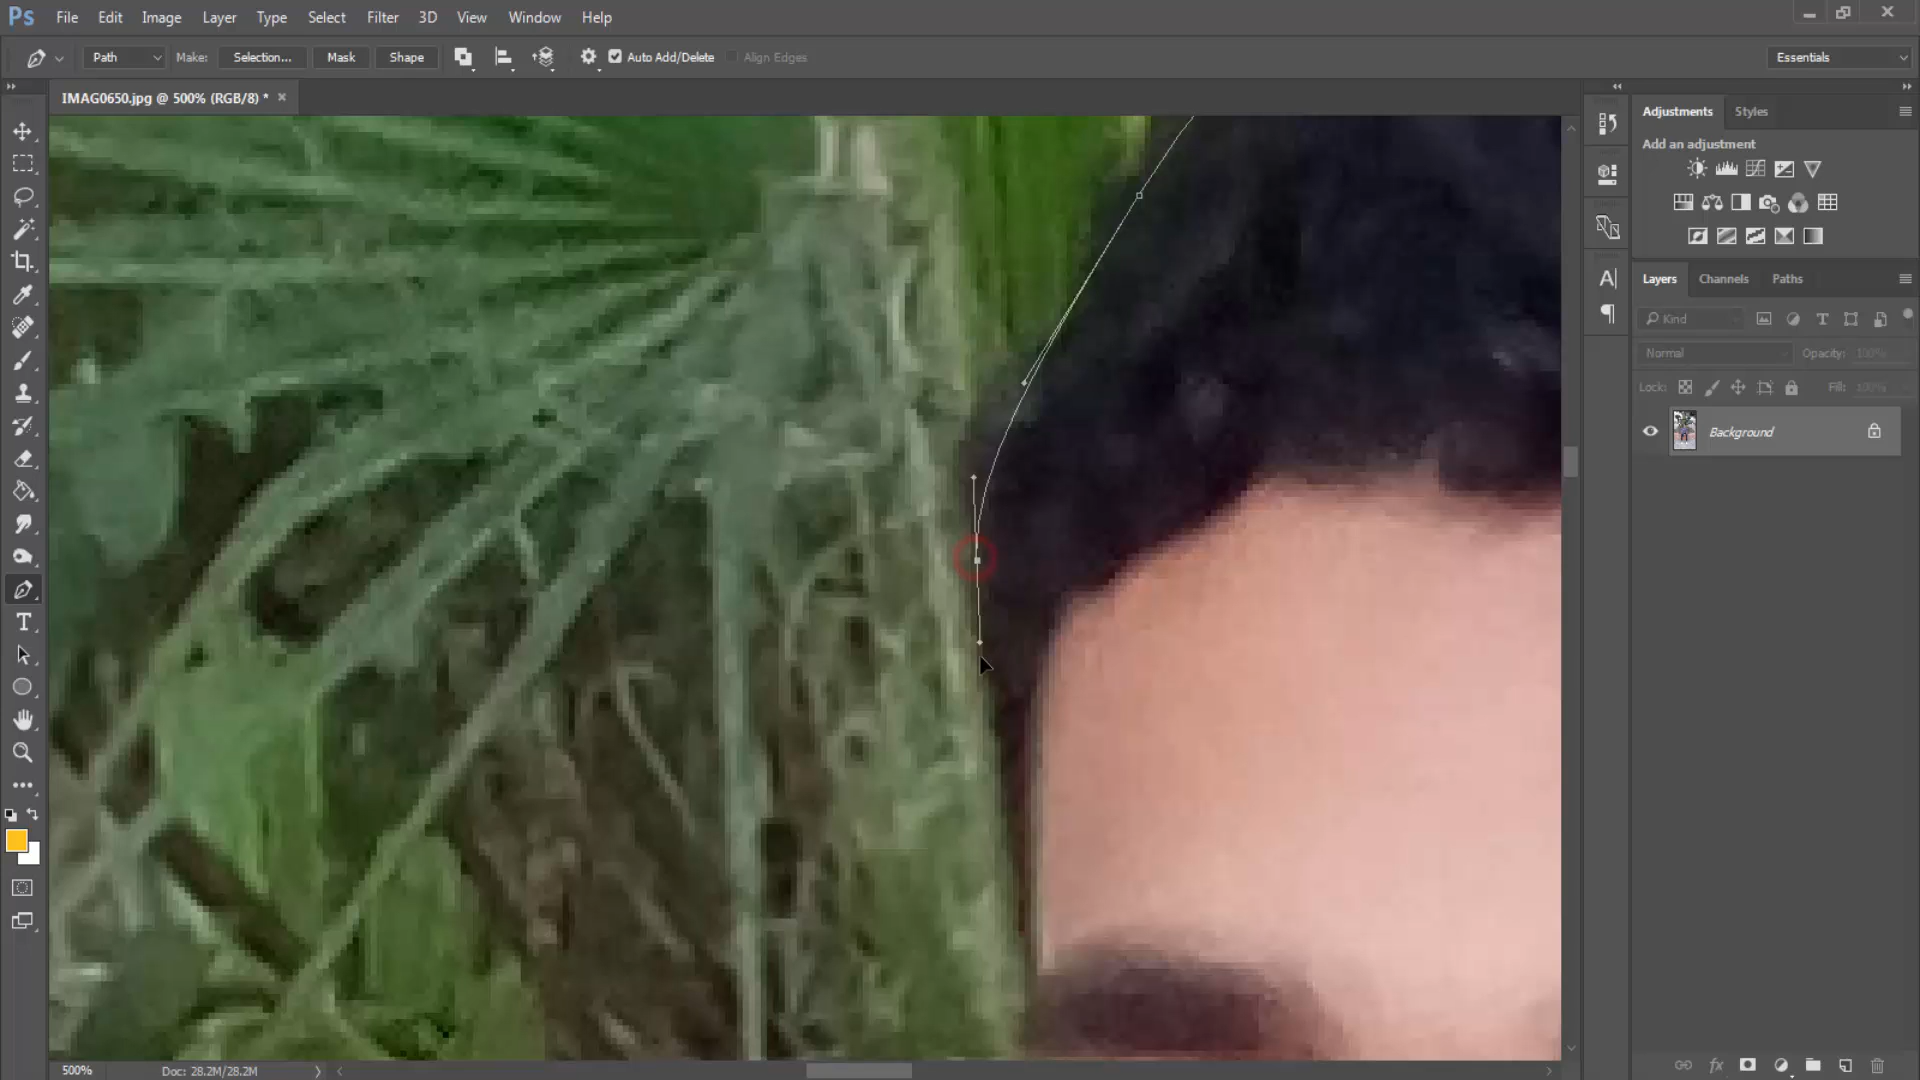 Ps File Edit Image Layer Type Select Filter 3D View Window Help
Path Make: Selection... Mask Shape Auto Add/Delete Align Edges Essentials
IMAG0650.jpg @ 500% (RGB/8) * ×
Adjustments Styles
Add an adjustment
Layers Channels Paths
Kind
Normal Opacity: 100%
Lock: Fill: 100%
Background
500% Doc: 28.2M/28.2M